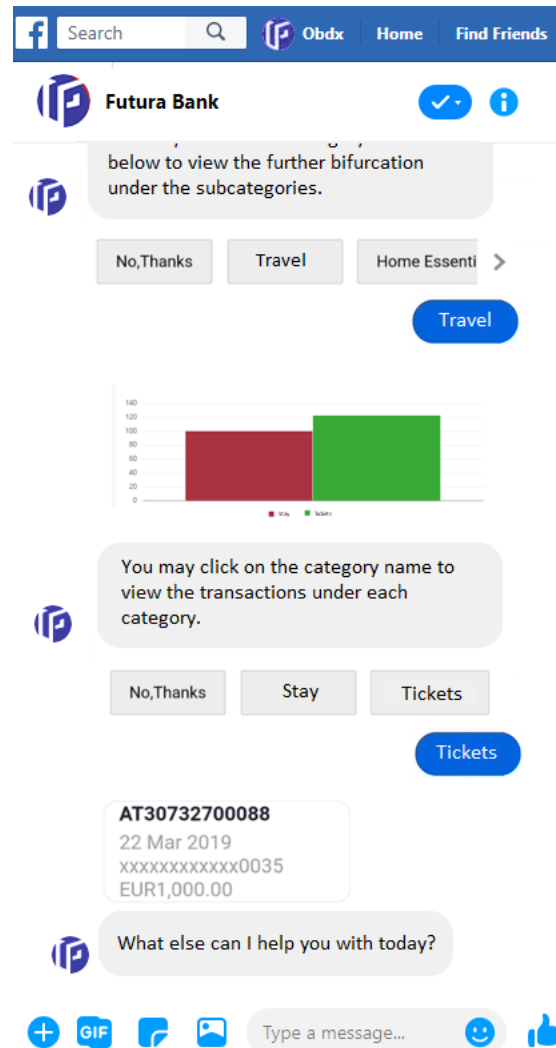 Search
Obdx
Home
Find Friends
Futura Bank
below to view the further bifurcation
under the subcategories.
No,Thanks
Travel
Home Essenti
Travel
140
120
100
80
60
40
20
0
Stay
Tickets
You may click on the category name to
view the transactions under each
category.
No,Thanks
Stay
Tickets
Tickets
AT30732700088
22 Mar 2019
xxxxxxxxxxxx0035
EUR1,000.00
What else can I help you with today?
GIF
Type a message...